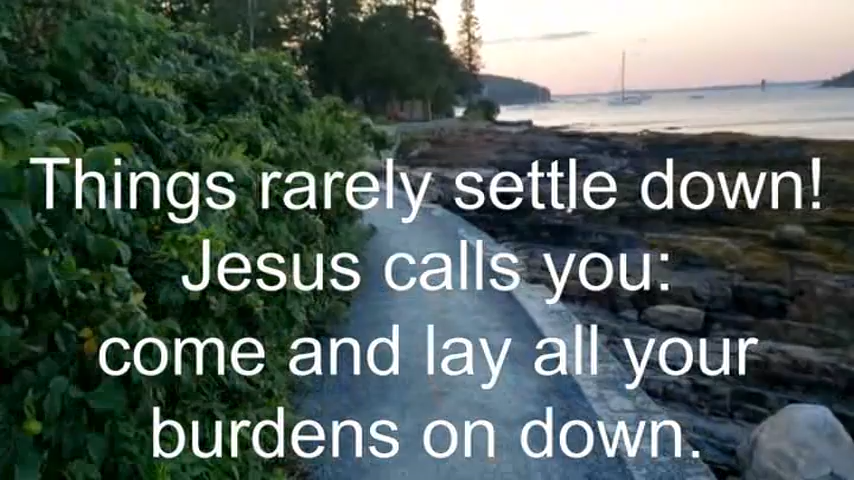 Things rarely settle down!
Jesus calls you:
come and lay all your
burdens on down.